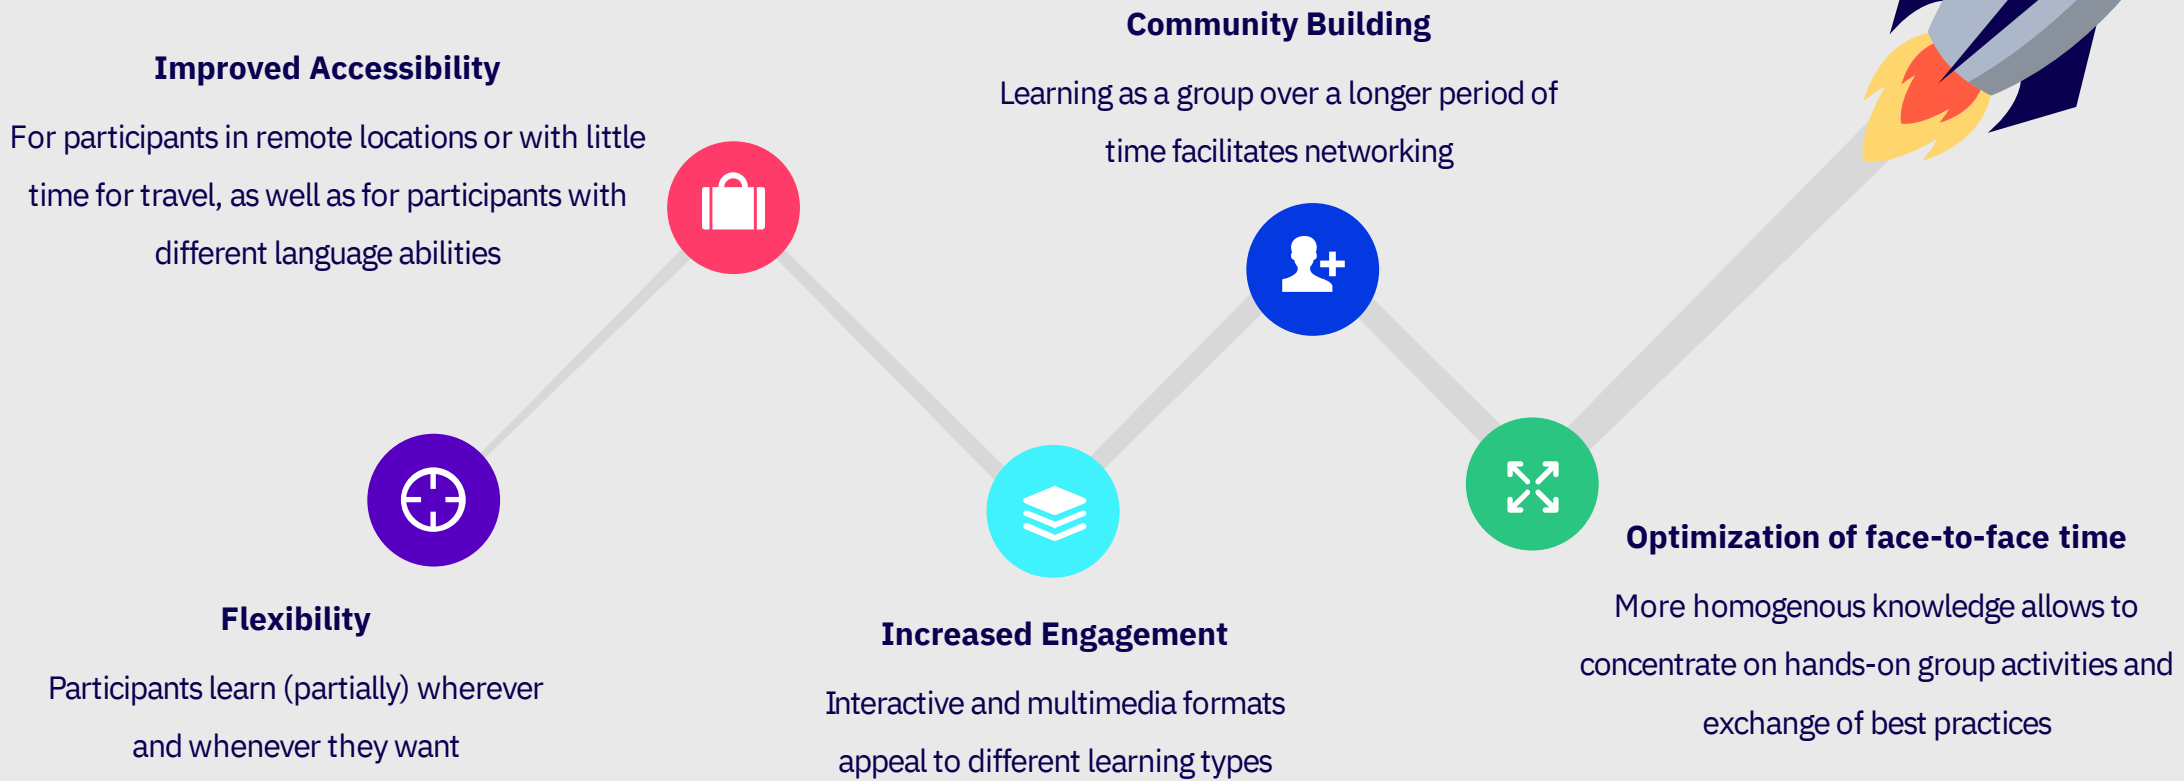 Improved Accessibility
For participants in remote locations or with little
time for travel, as well as for participants with
different language abilities
Community Building
Learning as a group over a longer period of
time facilitates networking
Flexibility
Participants learn (partially) wherever
and whenever they want
Increased Engagement
Interactive and multimedia formats
appeal to different learning types
Optimization of face-to-face time
More homogenous knowledge allows to
concentrate on hands-on group activities and
exchange of best practices